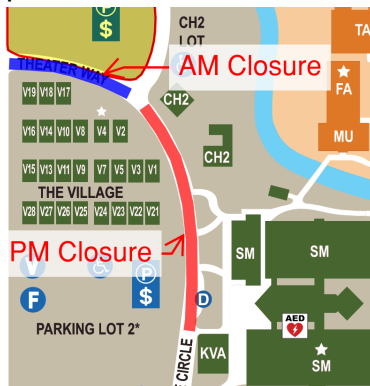 P
$
CH2
LOT
TA
THEATER WAY
AM Closure
V19 V18 V17
CH2
FA
V16 V14 V10 V8 V4 V2
MU
CH2
V15 V13 V11 V9 V7 V5 V3 V1
THE VILLAGE
V28 V27 V26 V25 V24 V23 V22 V21
PM Closure
SM
SM
V
P
$
F
D
PARKING LOT 2*
AED
KVA
E CIRCLE
SM